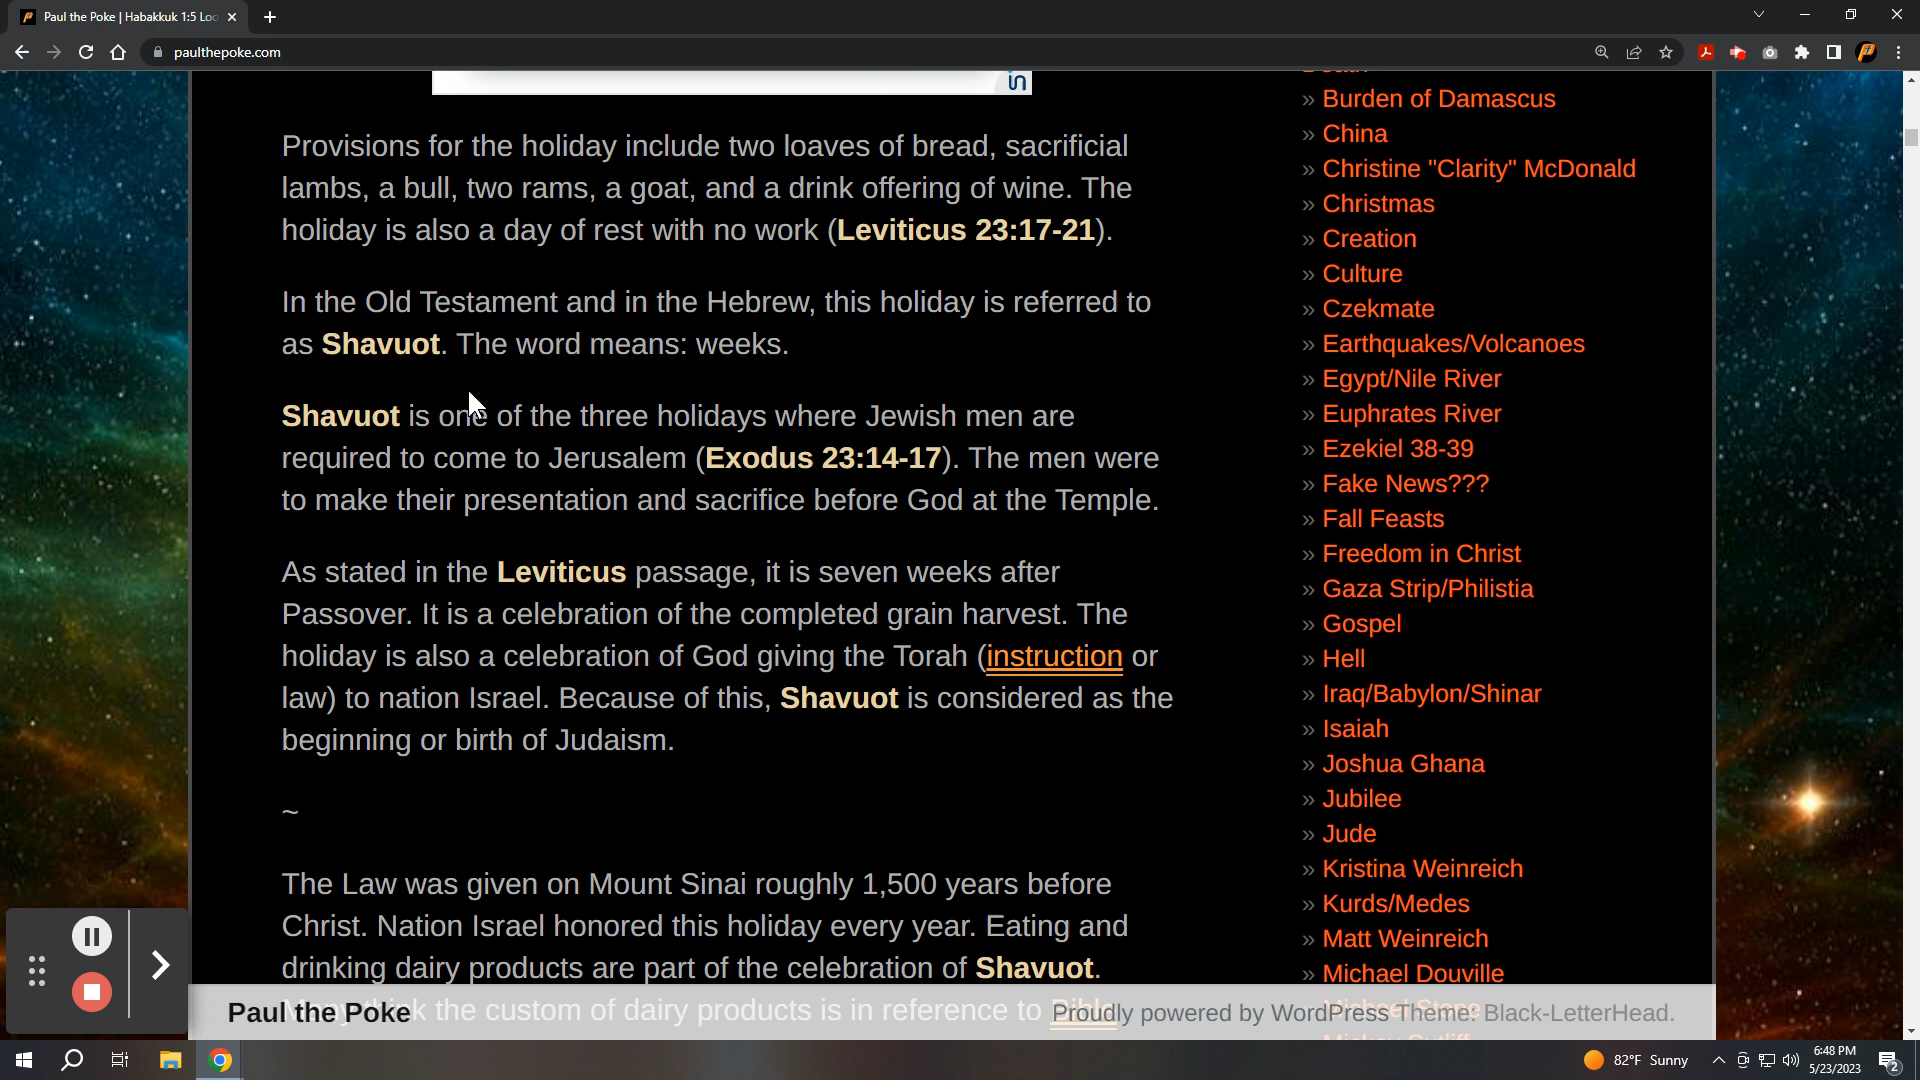 Paul the Poke | Habakkuk 1:5 Loo
paulthepoke.com
in
Provisions for the holiday include two loaves of bread, sacrificial
lambs, a bull, two rams, a goat, and a drink offering of wine. The
holiday is also a day of rest with no work (Leviticus 23:17-21).
In the Old Testament and in the Hebrew, this holiday is referred to
as Shavuot. The word means: weeks.
Shavuot is one of the three holidays where Jewish men are
required to come to Jerusalem (Exodus 23:14-17). The men were
to make their presentation and sacrifice before God at the Temple.
As stated in the Leviticus passage, it is seven weeks after
Passover. It is a celebration of the completed grain harvest. The
holiday is also a celebration of God giving the Torah (instruction or
law) to nation Israel. Because of this, Shavuot is considered as the
beginning or birth of Judaism.
~
The Law was given on Mount Sinai roughly 1,500 years before
Christ. Nation Israel honored this holiday every year. Eating and
drinking dairy products are part of the celebration of Shavuot.
the custom of dairy products is in reference to Bible
» Burden of Damascus
» China
» Christine "Clarity" McDonald
» Christmas
» Creation
» Culture
» Czekmate
» Earthquakes/Volcanoes
» Egypt/Nile River
» Euphrates River
» Ezekiel 38-39
» Fake News???
» Fall Feasts
» Freedom in Christ
» Gaza Strip/Philistia
» Gospel
» Hell
» Iraq/Babylon/Shinar
» Isaiah
» Joshua Ghana
» Jubilee
» Jude
» Kristina Weinreich
» Kurds/Medes
» Matt Weinreich
» Michael Douville
Paul the Poke
Proudly powered by WordPress Theme: Black-LetterHead.
82°F Sunny
6:48 PM
5/23/2023
2